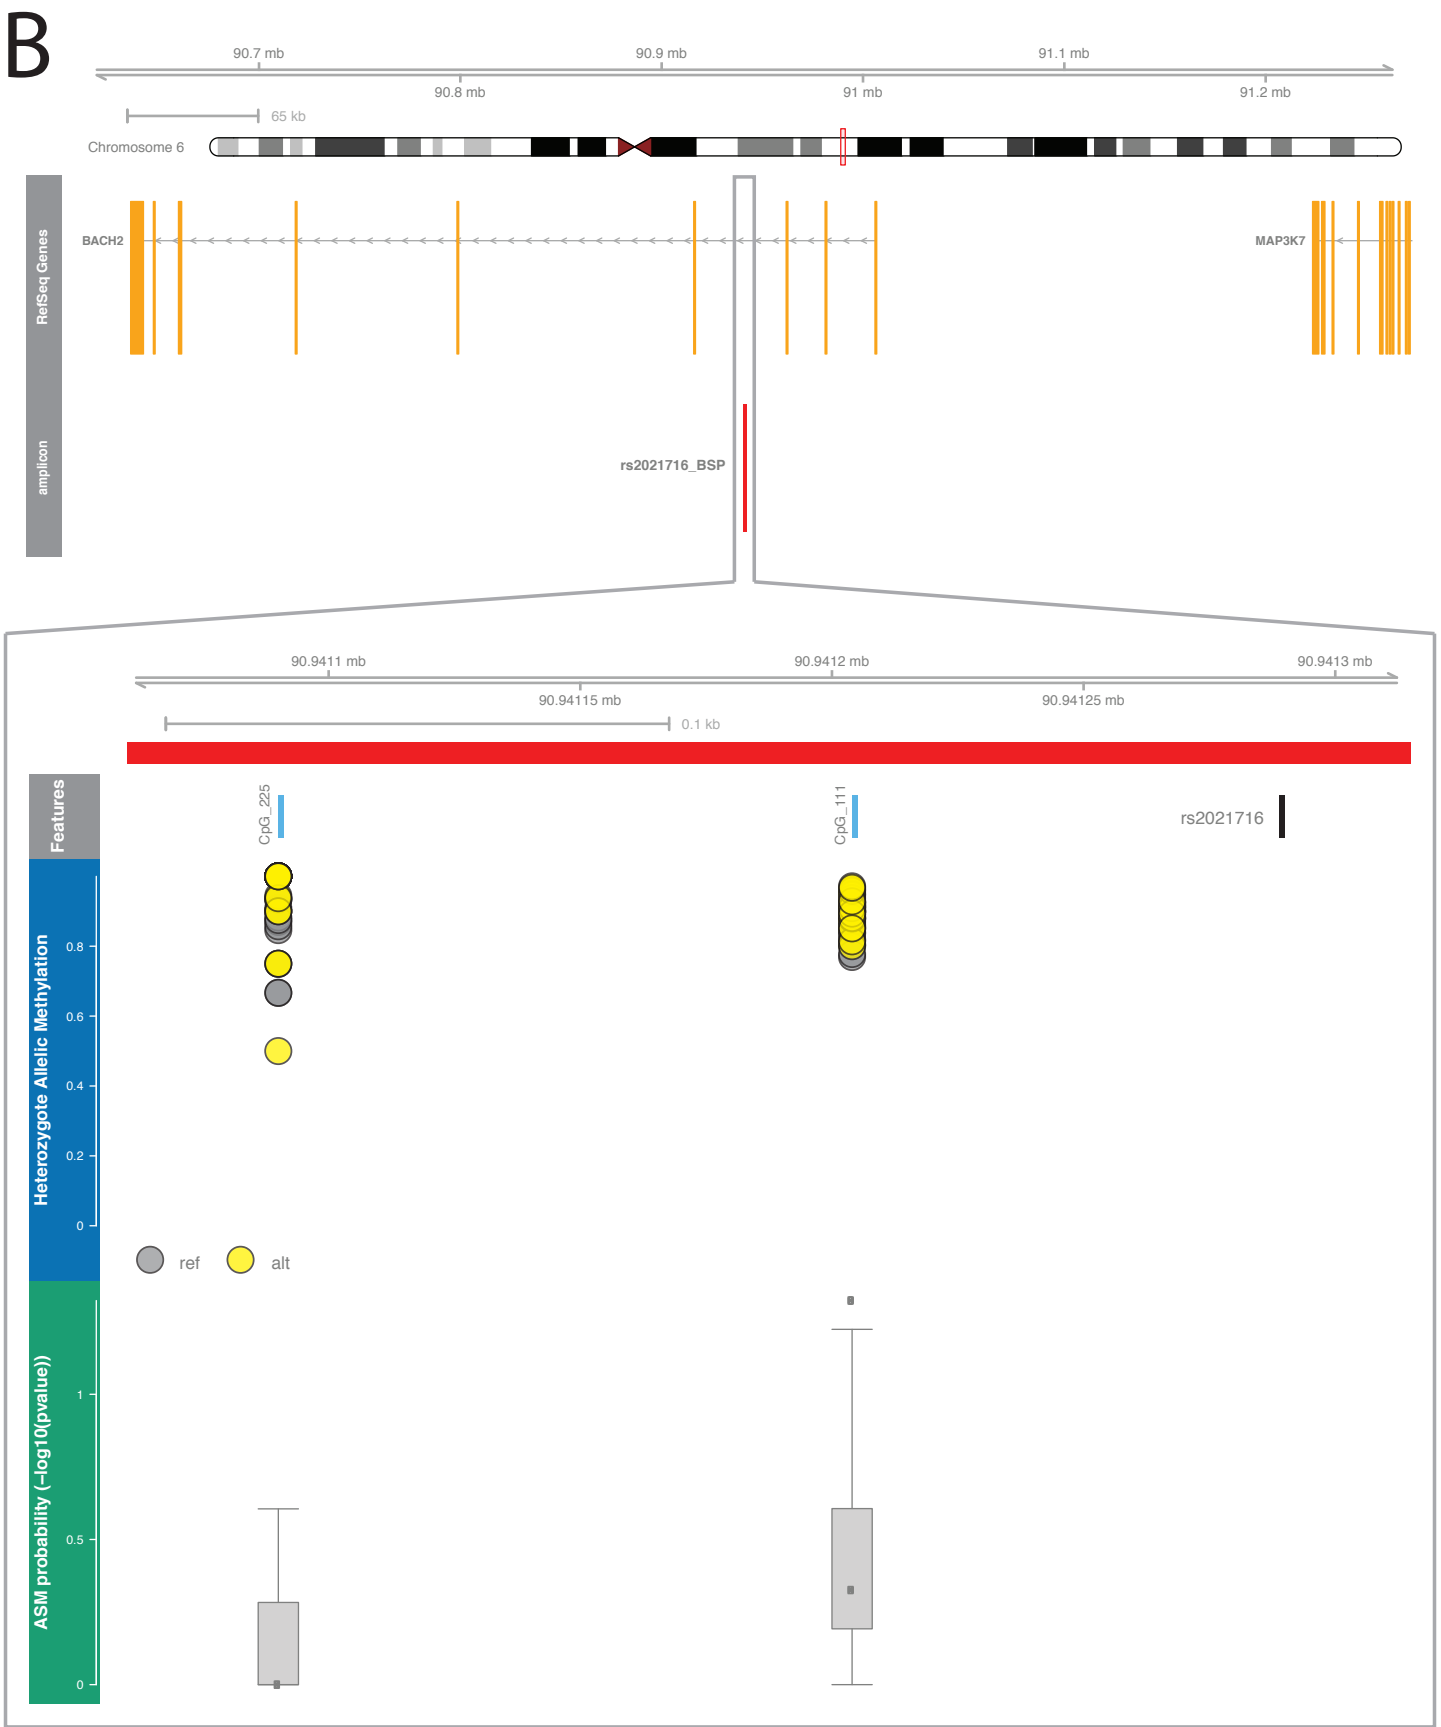 B
90.7 mb
90.9 mb
91.1 mb
90.8 mb
91 mb
91.2 mb
65 kb
Chromosome 6
RefSeq Genes
BACH2
MAP3K7
amplicon
rs2021716_BSP
90.9411 mb
90.9412 mb
90.9413 mb
90.94115 mb
90.94125 mb
0.1 kb
Features
CpG_225
CpG_111
rs2021716
Heterozygote Allelic Methylation
0.8
0.6
0.4
0.2
0
ref
alt
ASM probability (−log10(pvalue))
1
0.5
0